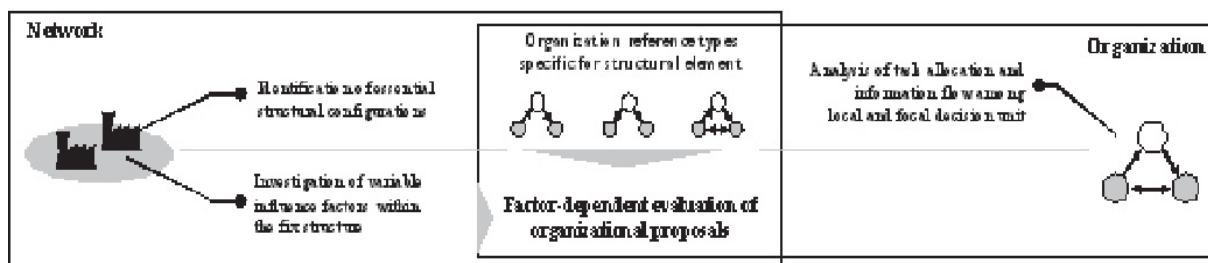 Network
Identification of essential
structural configurations
Investigation of variable
influence factors within
the fix structure
Organization reference types
specific for structural element
Factor-dependent evaluation of
organizational proposals
Organization
Analysis of task allocation and
information flow among
local and focal decision unit